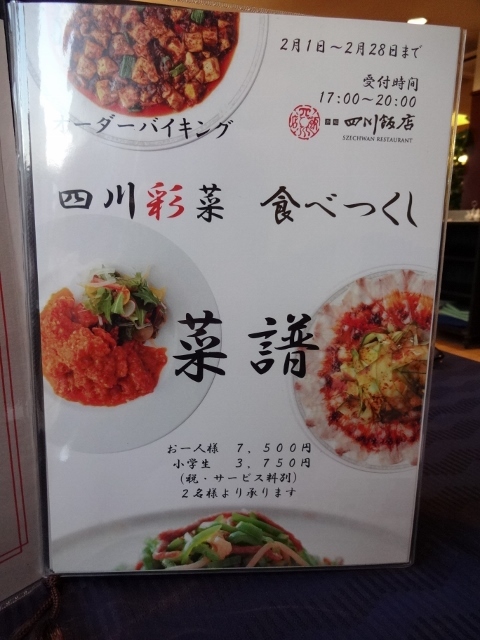 2月1日～2月28日まで
受付時間
17:00～20:00
四川飯店
SZECHWAN RESTAURANT
オーダーバイキング
四川彩菜 食べつくし
菜譜
お一人様 7,500円
小学生 3,750円
(税・サービス料別)
2名様より承ります